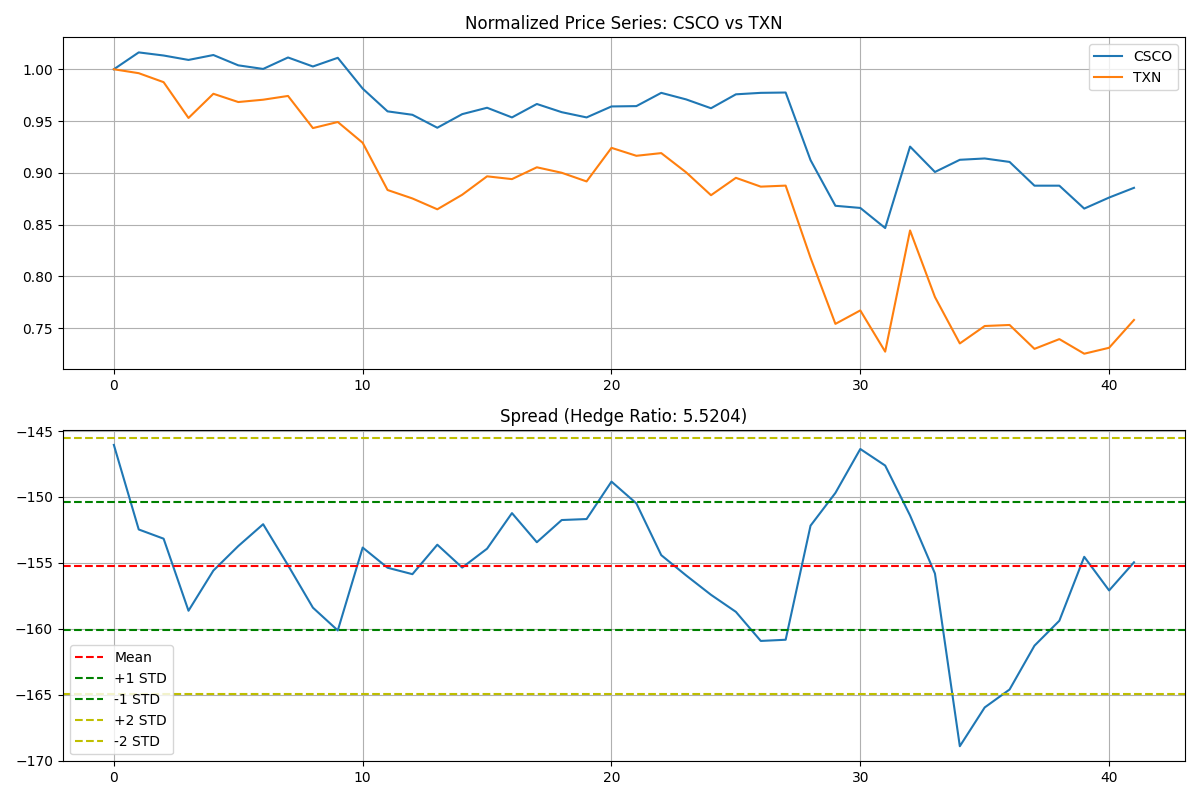 Normalized Price Series: CSCO vs TXN
1.00
0.95
0.90
0.85
0.80
0.75
CSCO
TXN
0 10 20 30 40
Spread (Hedge Ratio: 5.5204)
−145
−150
−155
−160
−165
−170
Mean
+1 STD
-1 STD
+2 STD
-2 STD
0 10 20 30 40